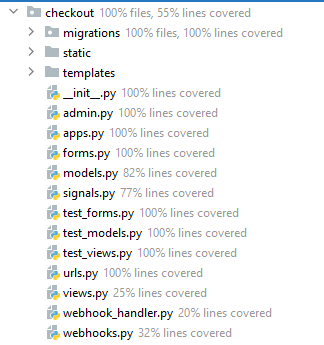 checkout 100% files, 55% lines covered
migrations 100% files, 100% lines covered
static
templates
__init__.py 100% lines covered
admin.py 100% lines covered
apps.py 100% lines covered
forms.py 100% lines covered
models.py 82% lines covered
signals.py 77% lines covered
test_forms.py 100% lines covered
test_models.py 100% lines covered
test_views.py 100% lines covered
urls.py 100% lines covered
views.py 25% lines covered
webhook_handler.py 20% lines covered
webhooks.py 32% lines covered